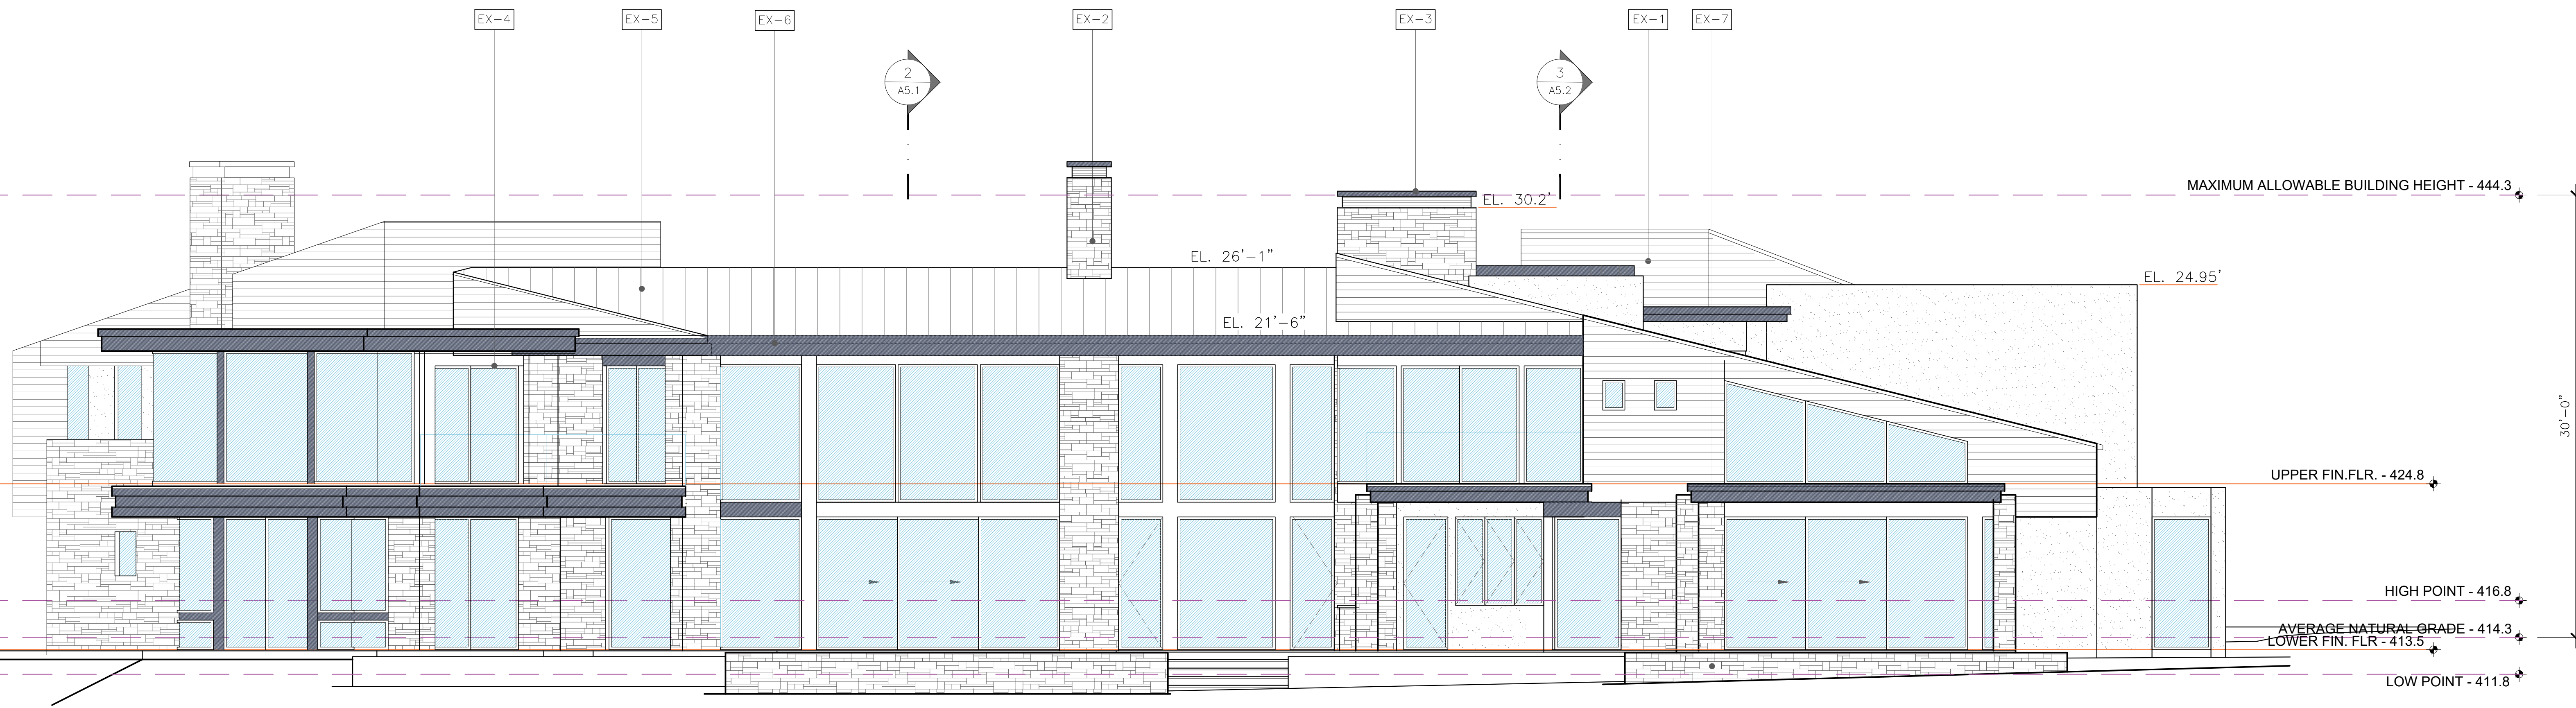 EX-4
EX-5
EX-6
EX-2
EX-3
EX-1
EX-7
2
A5.1
3
A5.2
MAXIMUM ALLOWABLE BUILDING HEIGHT - 444.3
EL. 30.2'
EL. 26'-1"
EL. 24.95'
EL. 21'-6"
30'-0"
UPPER FIN.FLR. - 424.8
HIGH POINT - 416.8
AVERAGE NATURAL GRADE - 414.3
LOWER FIN. FLR - 413.5
LOW POINT - 411.8